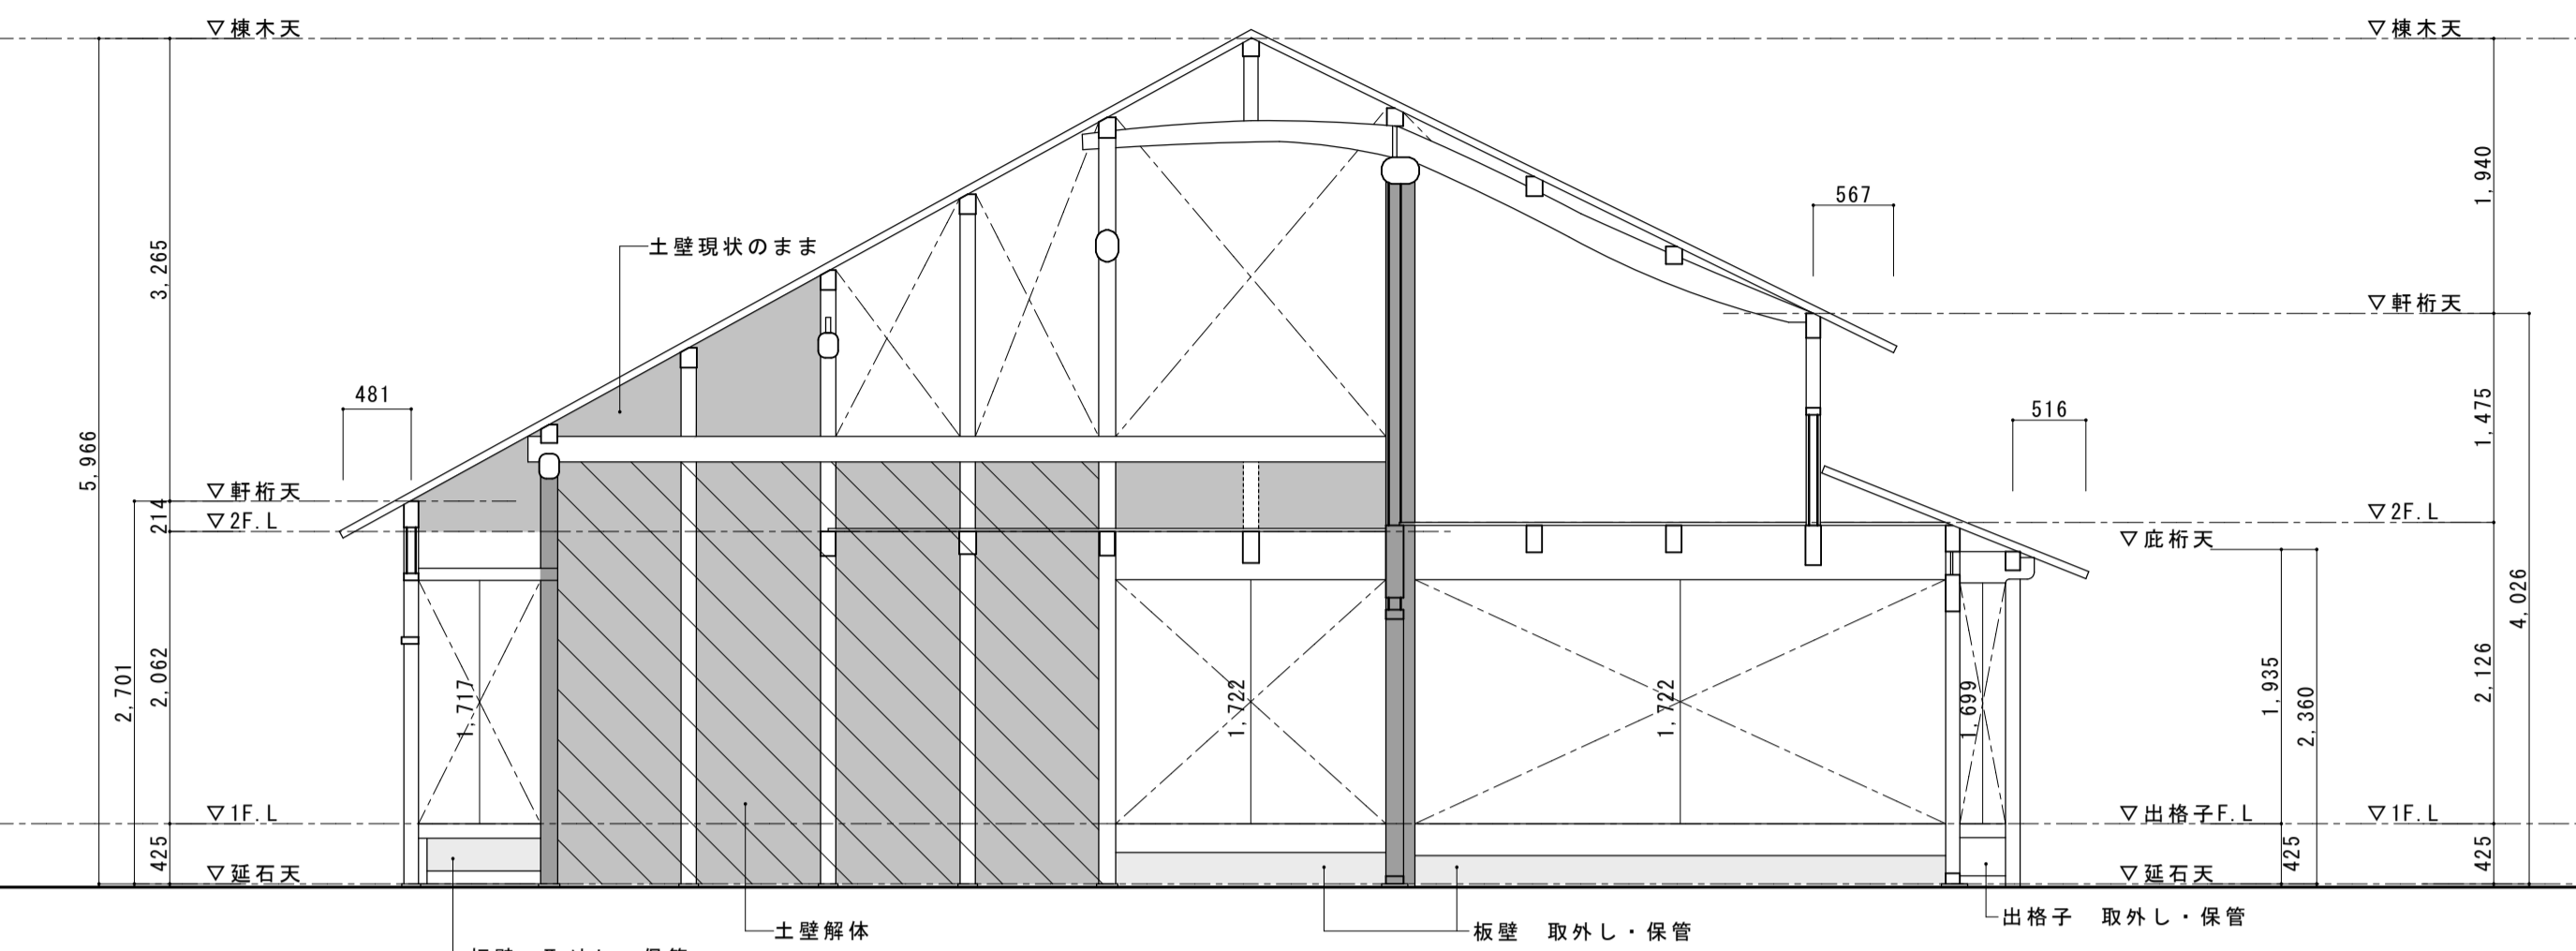 ▽棟木天
▽棟木天
1,940
567
土壁現状のまま
3,265
▽軒桁天
481
516
1,475
5,966
▽軒桁天
214
▽2F.L
▽2F.L
▽庇桁天
4,026
2,701
2,062
1,717
1,722
1,722
1,699
1,935
2,360
2,126
▽1F.L
▽出格子F.L
▽1F.L
425
425
425
▽延石天
▽延石天
土壁解体
板壁 取外し・保管
出格子 取外し・保管